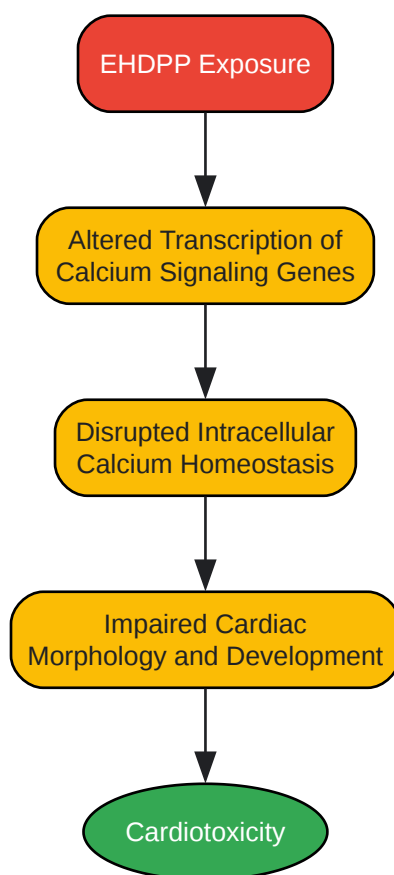 EHDPP Exposure
Altered Transcription of
Calcium Signaling Genes
Disrupted Intracellular
Calcium Homeostasis
Impaired Cardiac
Morphology and Development
Cardiotoxicity